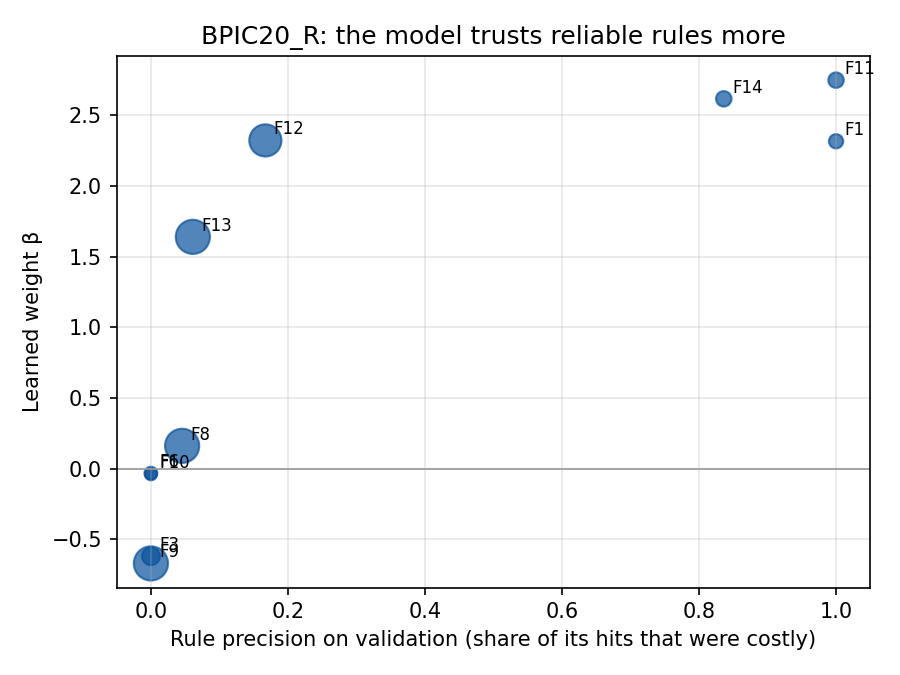 BPIC20_R: the model trusts reliable rules more
F11
F14
F1
F12
F13
F8
F10
F3
F9
2.5
2.0
1.5
1.0
0.5
0.0
−0.5
Learned weight β
0.0 0.2 0.4 0.6 0.8 1.0
Rule precision on validation (share of its hits that were costly)